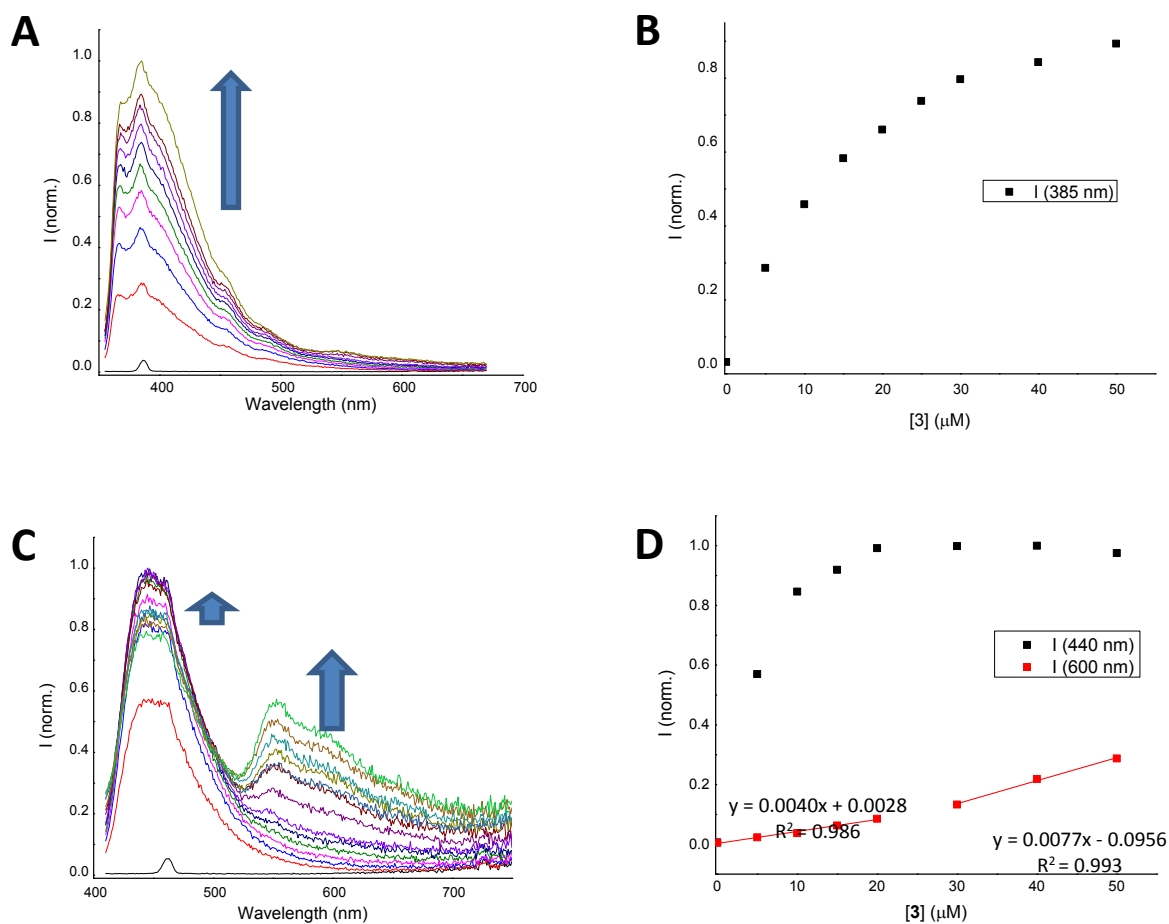 A
I (norm.)
1.0
0.8
0.6
0.4
0.2
0.0
400
500
600
700
Wavelength (nm)
B
I (norm.)
0.8
0.6
0.4
0.2
0.0
0
10
20
30
40
50
[3] (μM)
I (385 nm)
C
I (norm.)
1.0
0.8
0.6
0.4
0.2
0.0
400
500
600
700
Wavelength (nm)
D
I (norm.)
1.0
0.8
0.6
0.4
0.2
0.0
0
10
20
30
40
50
[3] (μM)
I (440 nm)
I (600 nm)
y = 0.0040x + 0.0028
R² = 0.986
y = 0.0077x - 0.0956
R² = 0.993